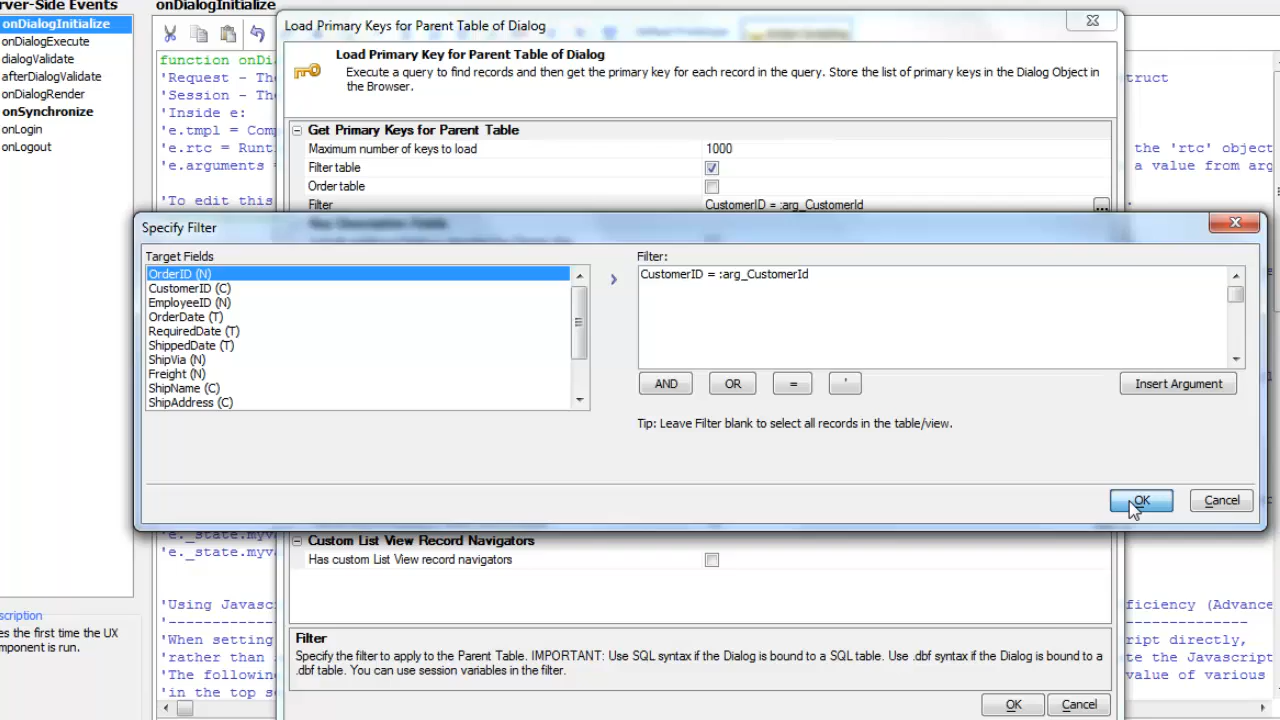 rver-Side Events
onDialogInitialize
onDialogExecute
dialogValidate
afterDialogValidate
onDialogRender
onSynchronize
onLogin
onLogout
scription
es the first time the UX
mponent is run.
onDialogInitialize
function onDi
'Request - The
'Session - The
'Inside e:
'e.tmpl = Comp
'e.rtc = Runti
'e.arguments =
'To edit this
struct
the 'rtc' object
a value from arg
Load Primary Keys for Parent Table of Dialog
Load Primary Key for Parent Table of Dialog
Execute a query to find records and then get the primary key for each record in the query. Store the list of primary keys in the Dialog Object in
the Browser.
Get Primary Keys for Parent Table
Maximum number of keys to load 1000
Filter table
Order table
Filter CustomerID = :arg_CustomerId ...
Specify Filter
Target Fields
OrderID (N)
CustomerID (C)
EmployeeID (N)
OrderDate (T)
RequiredDate (T)
ShippedDate (T)
ShipVia (N)
Freight (N)
ShipName (C)
ShipAddress (C)
Filter:
CustomerID = :arg_CustomerId
AND OR = ' Insert Argument
Tip: Leave Filter blank to select all records in the table/view.
OK Cancel
'e._state.myva
'e._state.myva
Custom List View Record Navigators
Has custom List View record navigators
'Using Javasc
'When setting
'rather than
'The following
'in the top s
ficiency (Advance
ript directly,
te the Javascript
value of various
Filter
Specify the filter to apply to the Parent Table. IMPORTANT: Use SQL syntax if the Dialog is bound to a SQL table. Use .dbf syntax if the Dialog is bound to a
.dbf table. You can use session variables in the filter.
OK Cancel